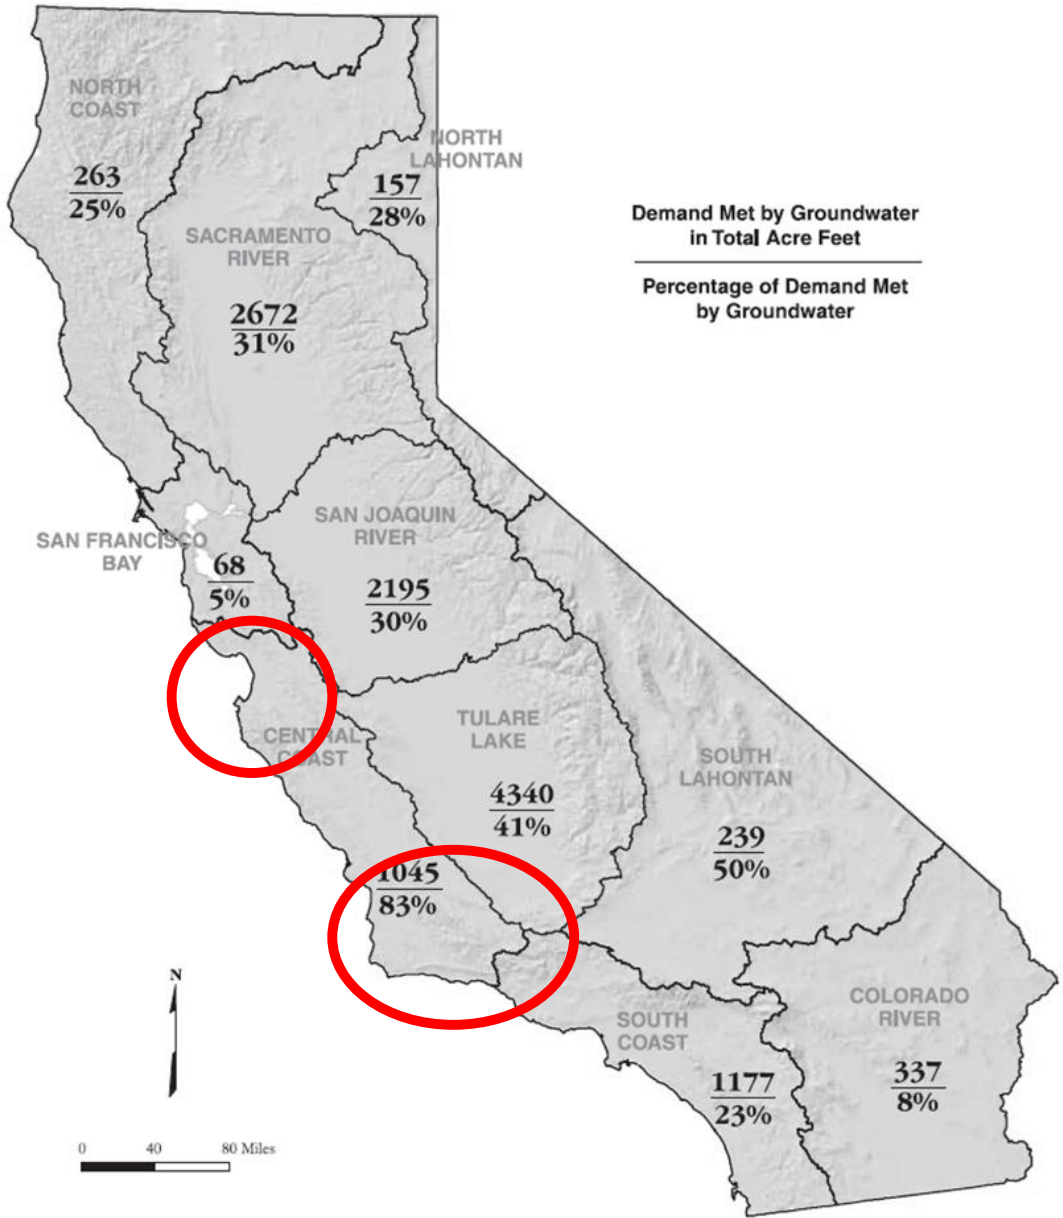 NORTH
COAST
263
25%
NORTH
LAHONTAN
157
28%
SACRAMENTO
RIVER
2672
31%
Demand Met by Groundwater
in Total Acre Feet
Percentage of Demand Met
by Groundwater
SAN FRANCISCO
BAY
68
5%
SAN JOAQUIN
RIVER
2195
30%
CENTRAL
COAST
1045
83%
TULARE
LAKE
4340
41%
SOUTH
LAHONTAN
239
50%
SOUTH
COAST
1177
23%
COLORADO
RIVER
337
8%
N
0 40 80 Miles